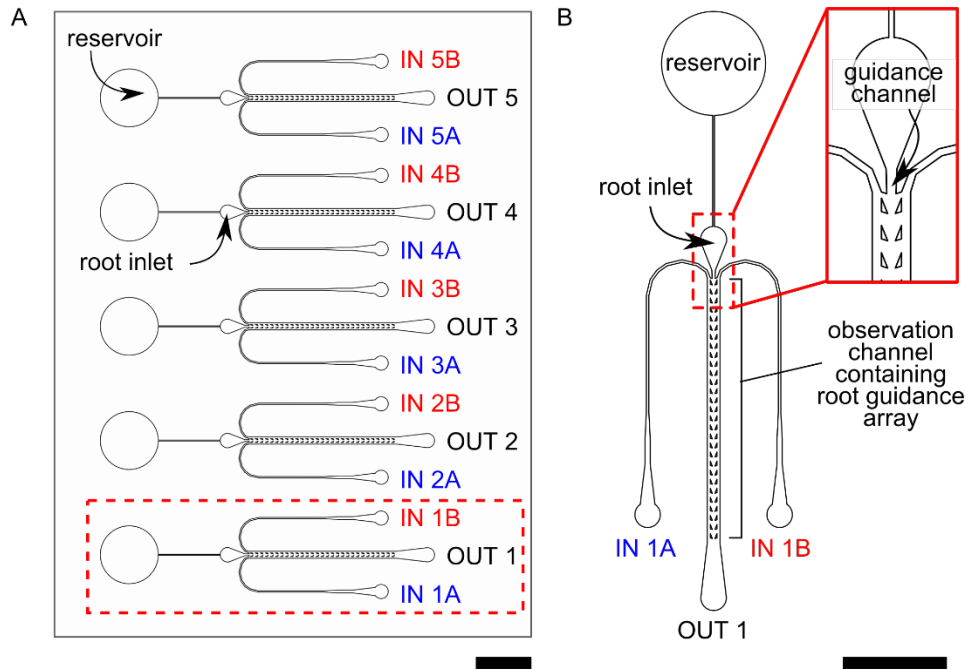 A
reservoir
IN 5B
OUT 5
IN 5A
IN 4B
OUT 4
root inlet
IN 4A
IN 3B
OUT 3
IN 3A
IN 2B
OUT 2
IN 2A
IN 1B
OUT 1
IN 1A
B
reservoir
guidance
channel
root inlet
observation
channel
containing
root guidance
array
IN 1A
IN 1B
OUT 1